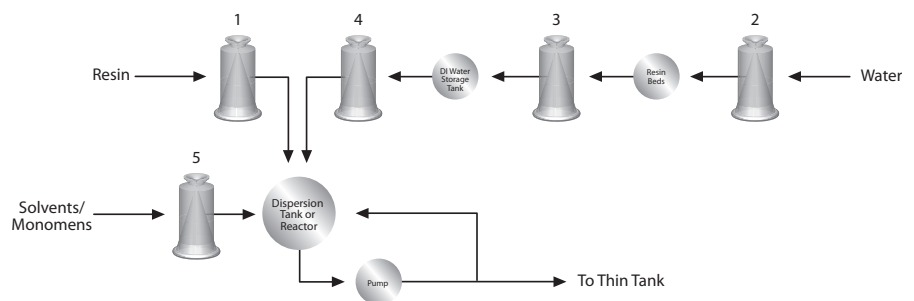 1
4
3
2
Resin
DI Water
Storage
Tank
Resin
Beds
Water
5
Solvents/
Monomens
Dispersion
Tank or
Reactor
Pump
To Thin Tank